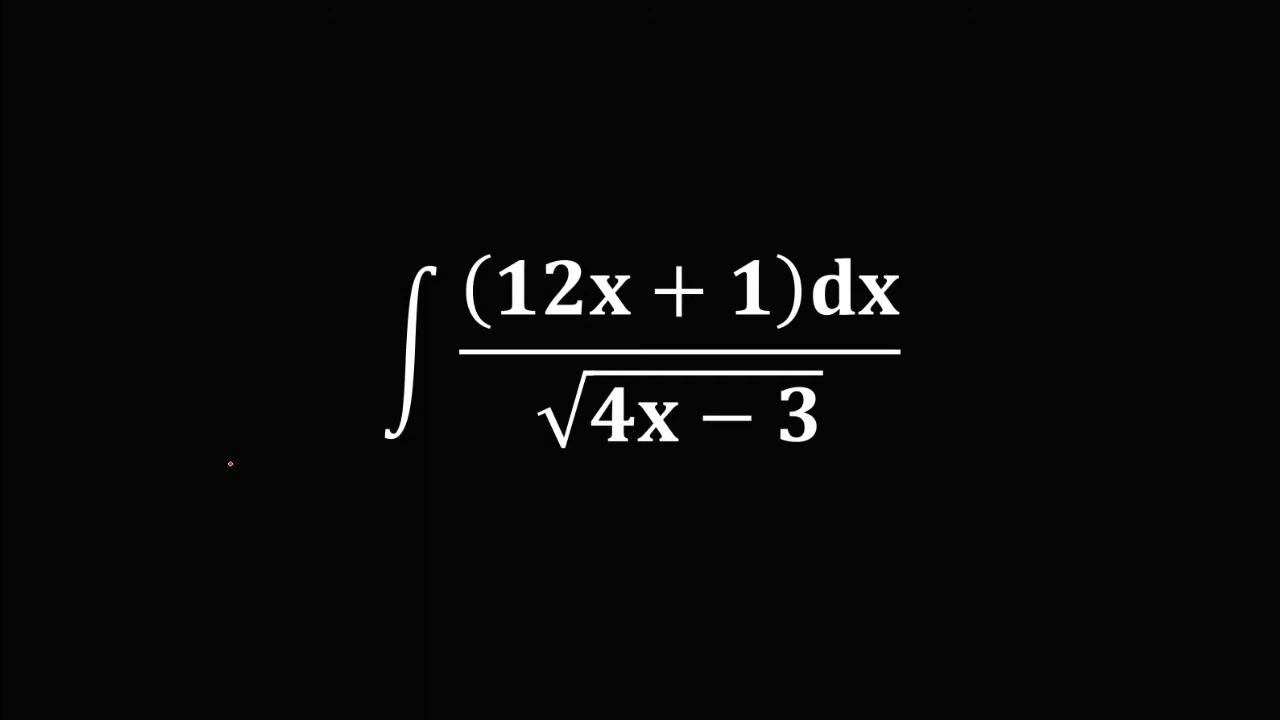 ∫ (12x + 1)dx
√4x − 3